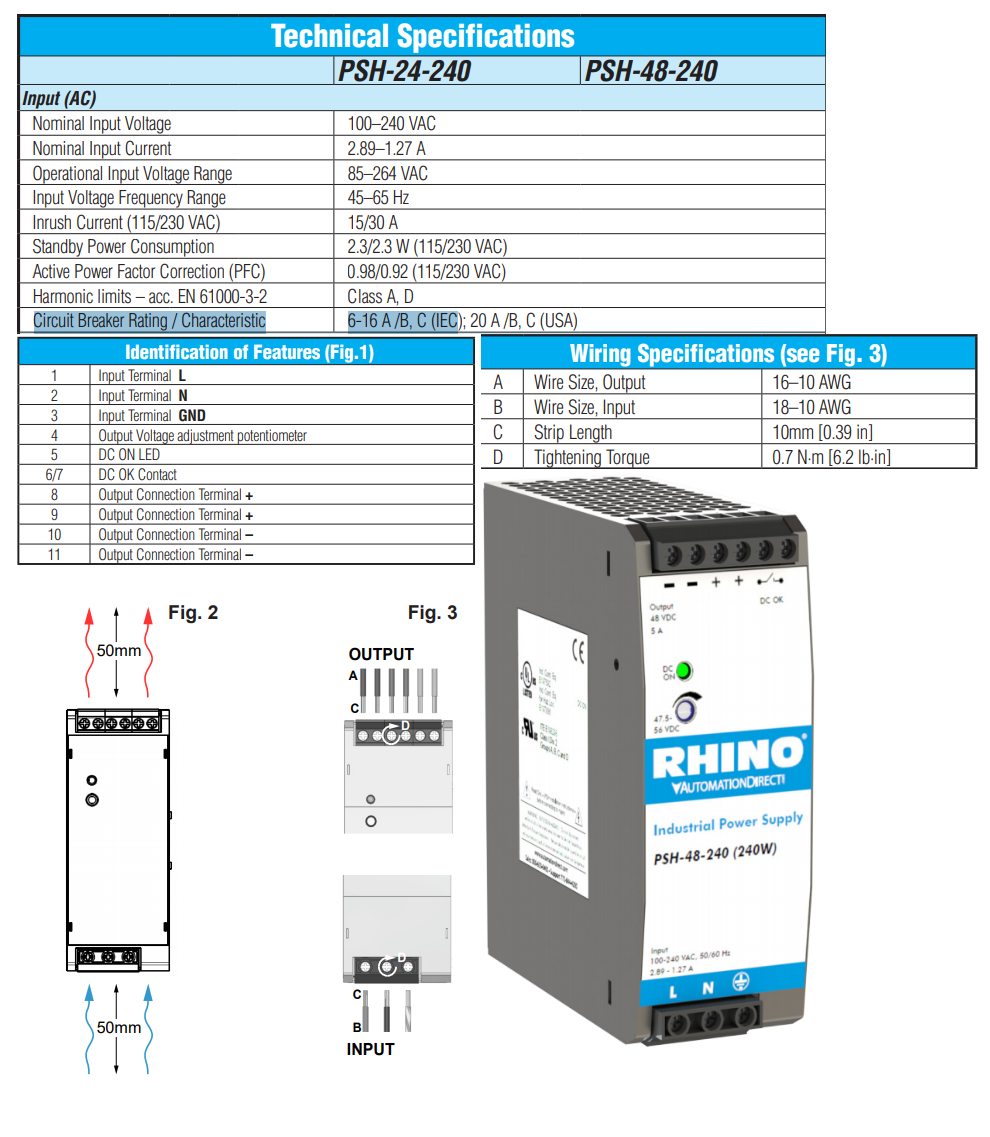 Technical Specifications
PSH-24-240 PSH-48-240
Input (AC)
Nominal Input Voltage 100–240 VAC
Nominal Input Current 2.89–1.27 A
Operational Input Voltage Range 85–264 VAC
Input Voltage Frequency Range 45–65 Hz
Inrush Current (115/230 VAC) 15/30 A
Standby Power Consumption 2.3/2.3 W (115/230 VAC)
Active Power Factor Correction (PFC) 0.98/0.92 (115/230 VAC)
Harmonic limits – acc. EN 61000-3-2 Class A, D
Circuit Breaker Rating / Characteristic 6-16 A /B, C (IEC); 20 A /B, C (USA)
Identification of Features (Fig.1)
1 Input Terminal L
2 Input Terminal N
3 Input Terminal GND
4 Output Voltage adjustment potentiometer
5 DC ON LED
6/7 DC OK Contact
8 Output Connection Terminal +
9 Output Connection Terminal +
10 Output Connection Terminal –
11 Output Connection Terminal –
Wiring Specifications (see Fig. 3)
A Wire Size, Output 16–10 AWG
B Wire Size, Input 18–10 AWG
C Strip Length 10mm [0.39 in]
D Tightening Torque 0.7 N·m [6.2 lb·in]
Fig. 2
50mm
50mm
Fig. 3
OUTPUT
A
C
D
D
C
B
INPUT
– – + +
DC OK
Output
48 VDC
5 A
DC
ON
47.5-
56 VDC
RHINO®
AUTOMATIONDIRECT
Industrial Power Supply
PSH-48-240 (240W)
Input
100-240 VAC, 50/60 Hz
2.89 - 1.27 A
L N
CE
UL